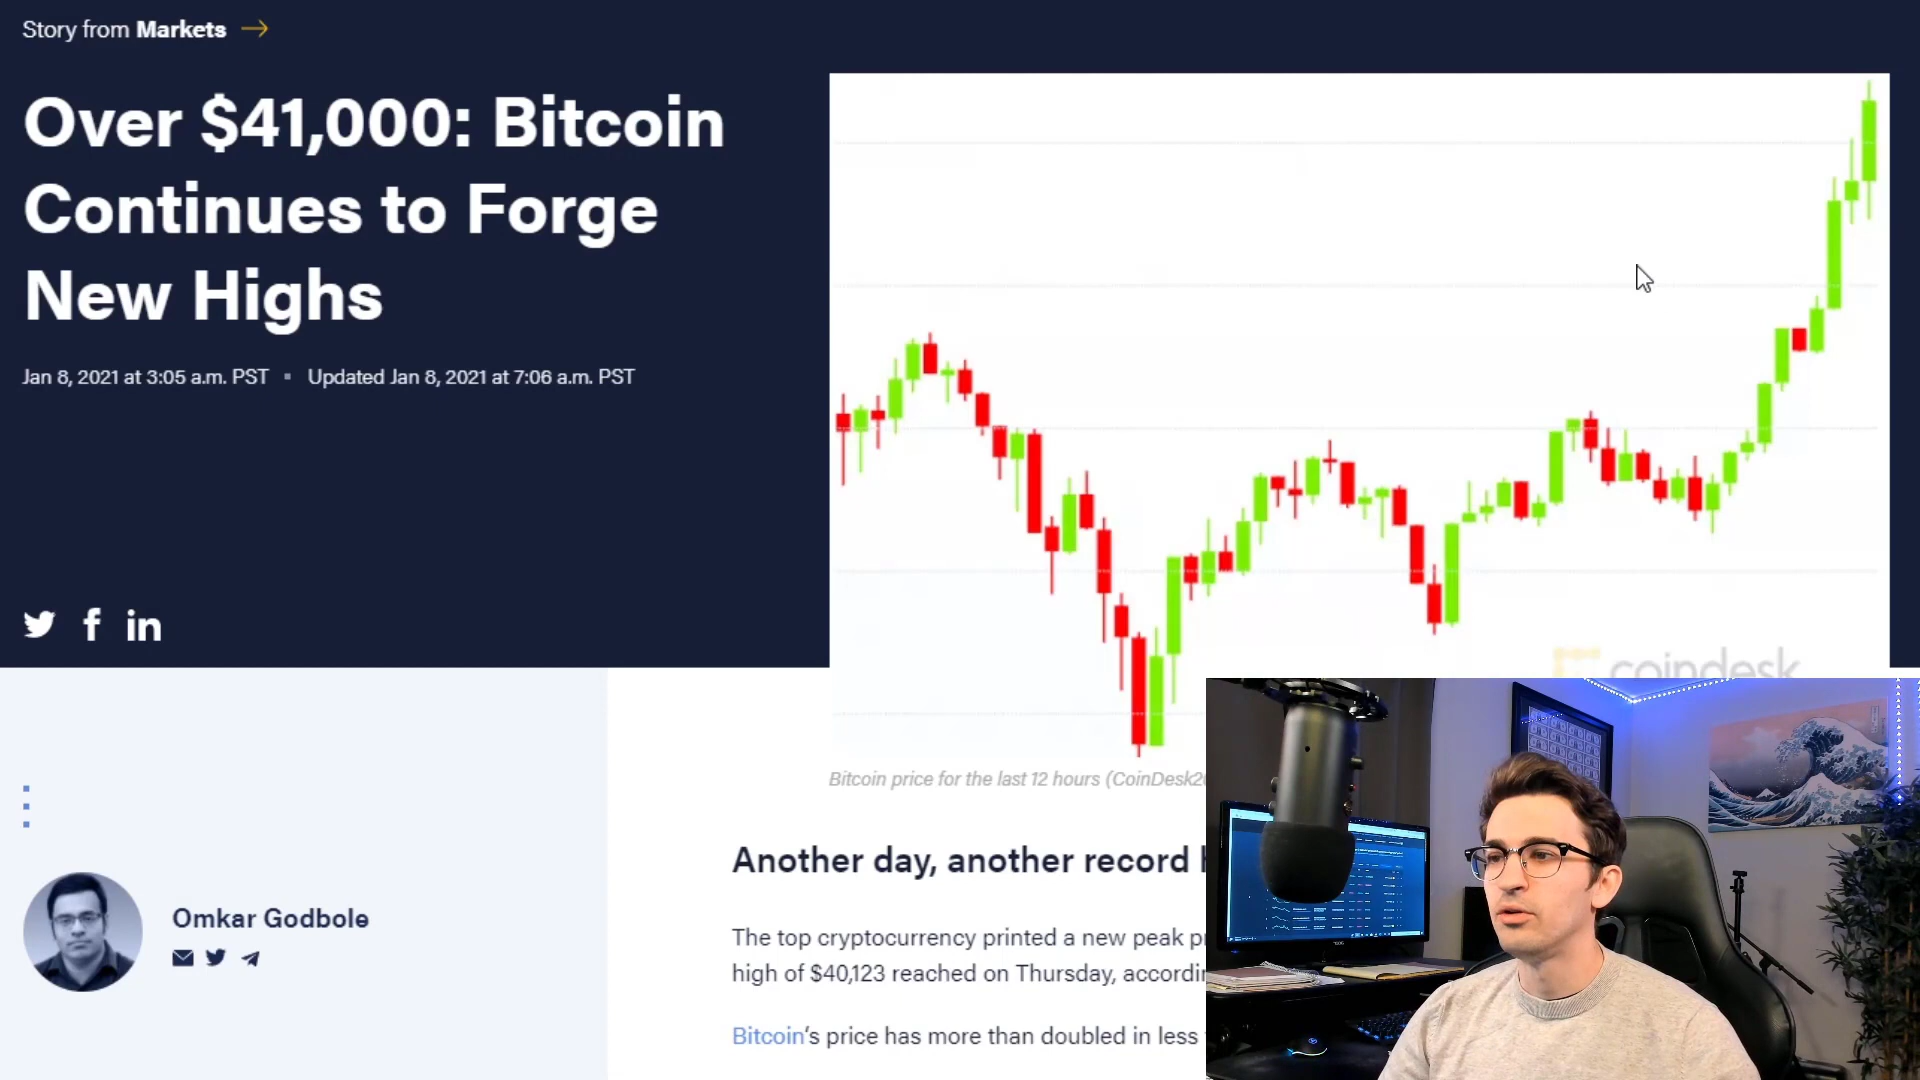 Story from Markets
Over $41,000: Bitcoin
Continues to Forge
New Highs
Jan 8, 2021 at 3:05 a.m. PST ▪ Updated Jan 8, 2021 at 7:06 a.m. PST
coindesk
Bitcoin price for the last 12 hours (CoinDesk20
Another day, another record
Omkar Godbole
The top cryptocurrency printed a new peak
high of $40,123 reached on Thursday,
Bitcoin's price has more than doubled in less